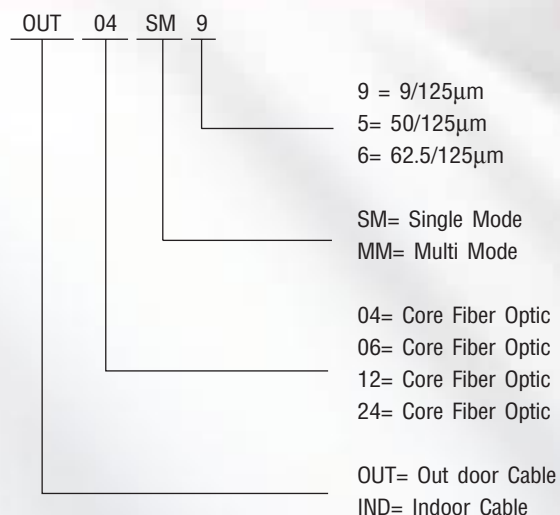 OUT 04 SM 9
9 = 9/125µm
5= 50/125µm
6= 62.5/125µm
SM= Single Mode
MM= Multi Mode
04= Core Fiber Optic
06= Core Fiber Optic
12= Core Fiber Optic
24= Core Fiber Optic
OUT= Out door Cable
IND= Indoor Cable